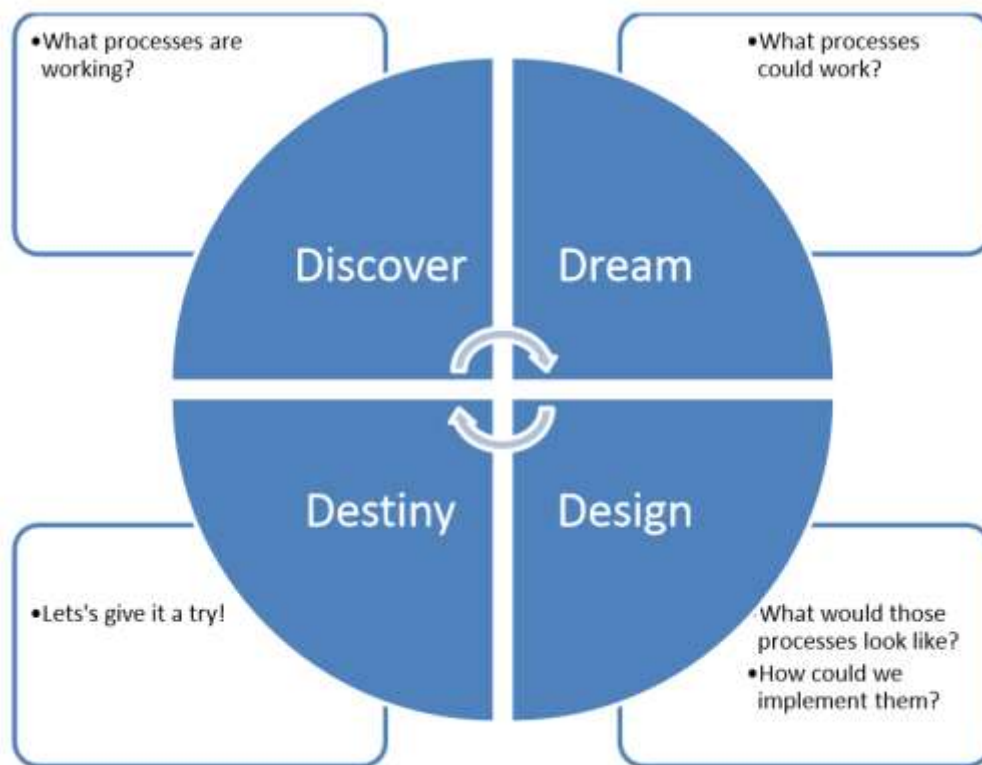 •What processes are
working?
•What processes
could work?
Discover
Dream
Destiny
Design
•Lets's give it a try!
What would those
processes look like?
•How could we
implement them?